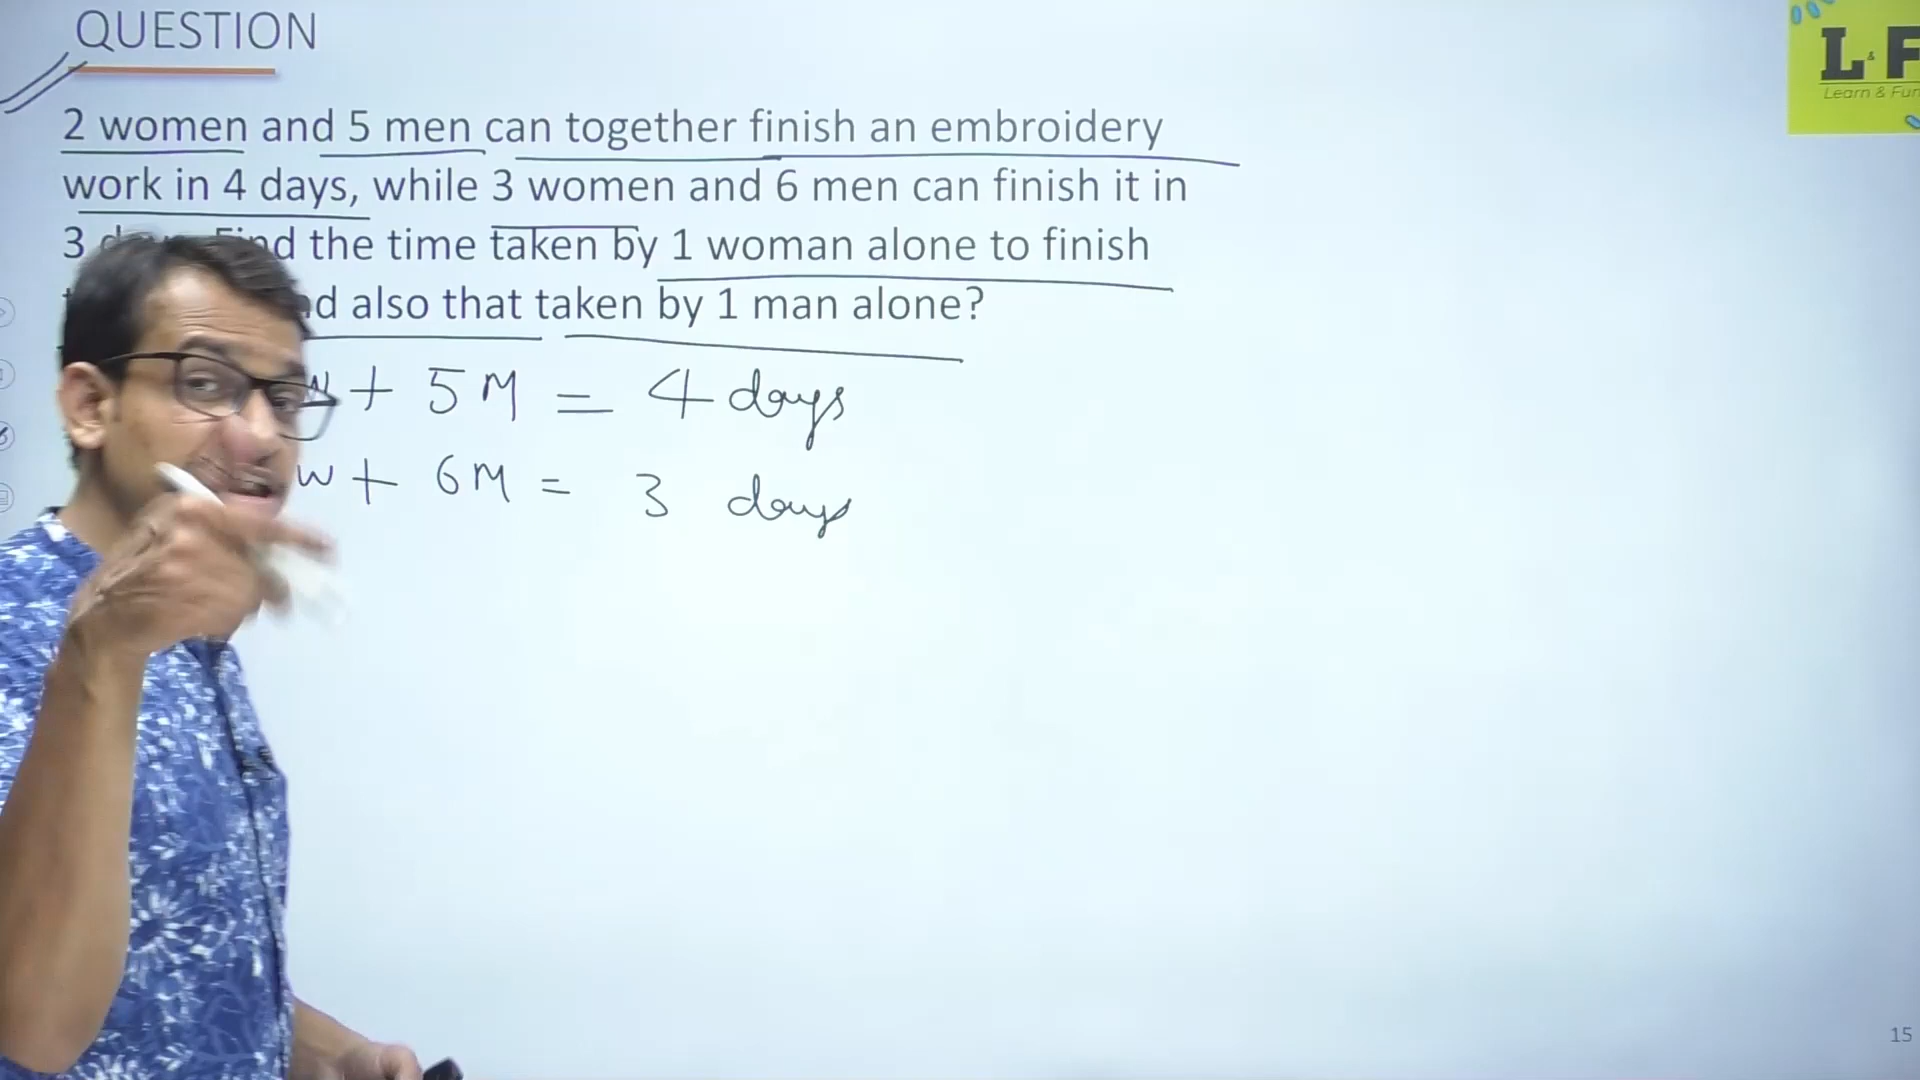 QUESTION
L & F
Learn & Fun
2 women and 5 men can together finish an embroidery
work in 4 days, while 3 women and 6 men can finish it in
3 Find the time taken by 1 woman alone to finish
also that taken by 1 man alone?
W + 5 M = 4 days
W + 6 M = 3 days
15